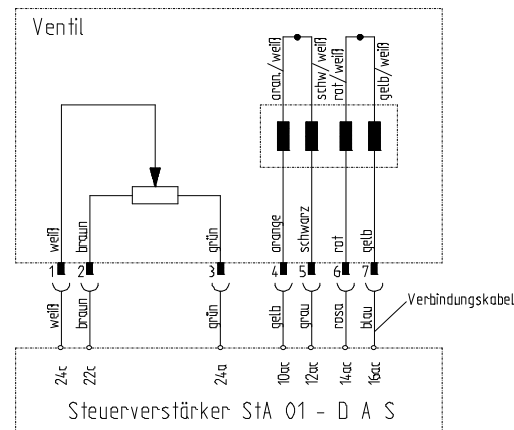 Ventil
aran./weiß
schw/weiß
rot/weiß
gelb/weiß
weiß
braun
grün
orange
schwarz
rot
gelb
1 2 3 4 5 6 7
weiß
braun
grün
gelb
grau
rosa
blau
Verbindungskabel
24c
22c
24a
10ac
12ac
14ac
16ac
Steuerverstärker StA 01 - D A S